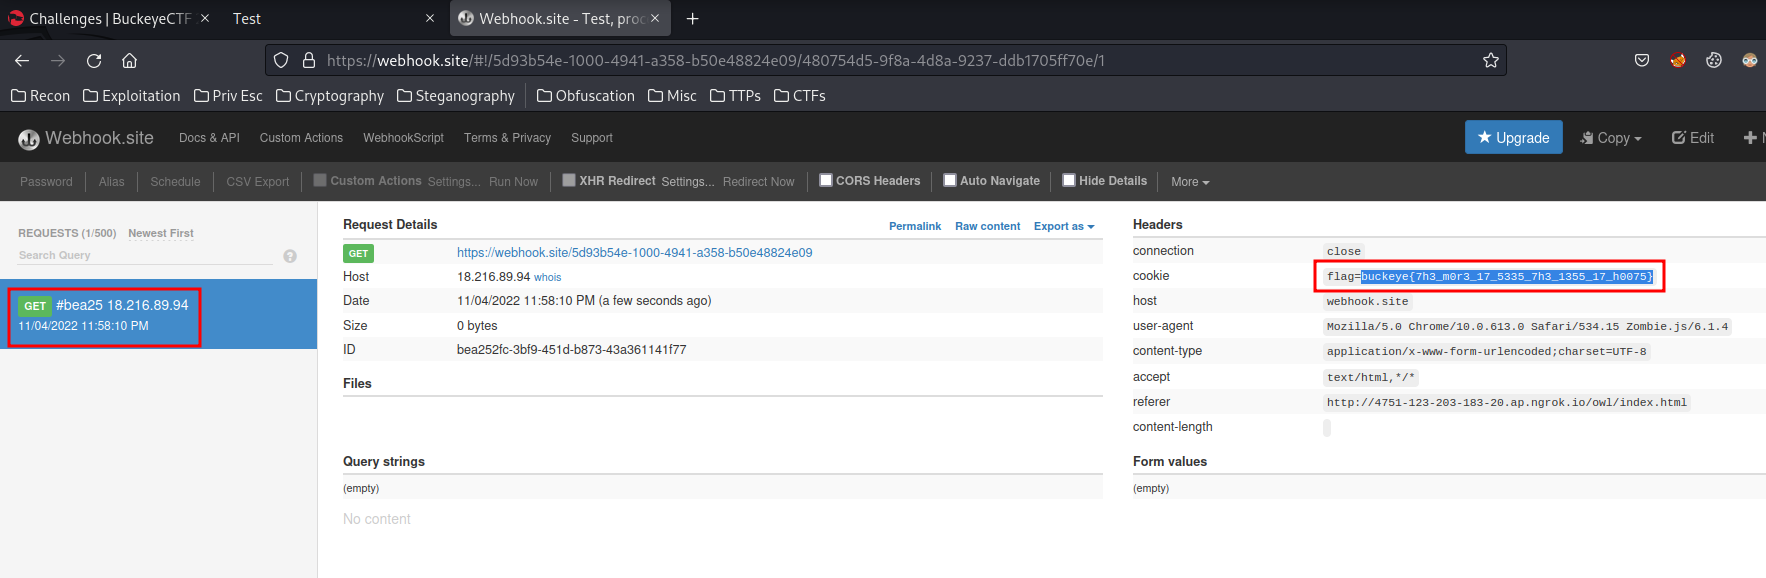 Challenges | BuckeyeCTF ×
Test ×
Webhook.site - Test, proc ×
+
https://webhook.site/#!/5d93b54e-1000-4941-a358-b50e48824e09/480754d5-9f8a-4d8a-9237-ddb1705ff70e/1
Recon Exploitation Priv Esc Cryptography Steganography Obfuscation Misc TTPs CTFs
Webhook.site Docs & API Custom Actions WebhookScript Terms & Privacy Support ★ Upgrade Copy Edit + N
Password Alias Schedule CSV Export Custom Actions Settings... Run Now XHR Redirect Settings... Redirect Now CORS Headers Auto Navigate Hide Details More
REQUESTS (1/500) Newest First
Search Query ?
GET #bea25 18.216.89.94
11/04/2022 11:58:10 PM
Request Details Permalink Raw content Export as
GET https://webhook.site/5d93b54e-1000-4941-a358-b50e48824e09
Host 18.216.89.94 whois
Date 11/04/2022 11:58:10 PM (a few seconds ago)
Size 0 bytes
ID bea252fc-3bf9-451d-b873-43a361141f77
Files
Headers
connection close
cookie flag=buckeye{7h3_m0r3_17_5335_7h3_1355_17_h0075}
host webhook.site
user-agent Mozilla/5.0 Chrome/10.0.613.0 Safari/534.15 Zombie.js/6.1.4
content-type application/x-www-form-urlencoded;charset=UTF-8
accept text/html,*/*
referer http://4751-123-203-183-20.ap.ngrok.io/owl/index.html
content-length
Query strings
(empty)
No content
Form values
(empty)